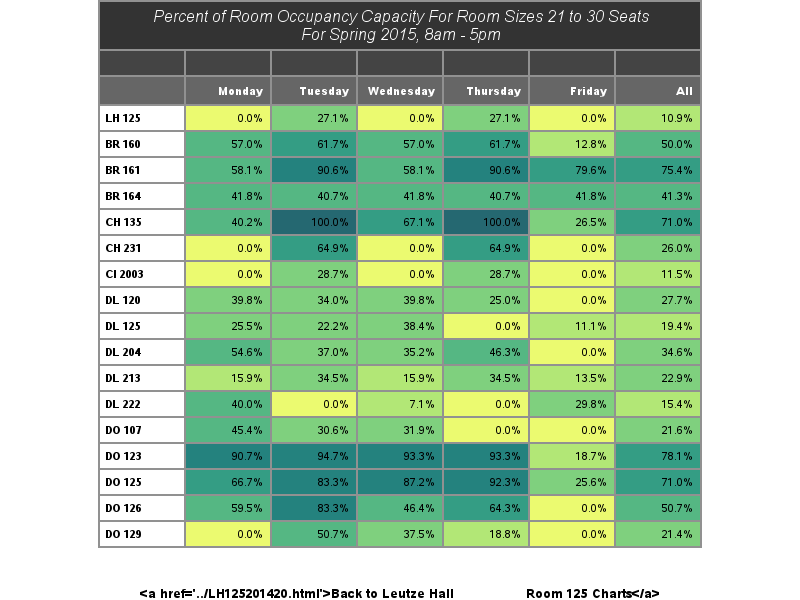 Percent of Room Occupancy Capacity For Room Sizes 21 to 30 Seats
For Spring 2015, 8am - 5pm
Monday Tuesday Wednesday Thursday Friday All
LH 125 0.0% 27.1% 0.0% 27.1% 0.0% 10.9%
BR 160 57.0% 61.7% 57.0% 61.7% 12.8% 50.0%
BR 161 58.1% 90.6% 58.1% 90.6% 79.6% 75.4%
BR 164 41.8% 40.7% 41.8% 40.7% 41.8% 41.3%
CH 135 40.2% 100.0% 67.1% 100.0% 26.5% 71.0%
CH 231 0.0% 64.9% 0.0% 64.9% 0.0% 26.0%
CI 2003 0.0% 28.7% 0.0% 28.7% 0.0% 11.5%
DL 120 39.8% 34.0% 39.8% 25.0% 0.0% 27.7%
DL 125 25.5% 22.2% 38.4% 0.0% 11.1% 19.4%
DL 204 54.6% 37.0% 35.2% 46.3% 0.0% 34.6%
DL 213 15.9% 34.5% 15.9% 34.5% 13.5% 22.9%
DL 222 40.0% 0.0% 7.1% 0.0% 29.8% 15.4%
DO 107 45.4% 30.6% 31.9% 0.0% 0.0% 21.6%
DO 123 90.7% 94.7% 93.3% 93.3% 18.7% 78.1%
DO 125 66.7% 83.3% 87.2% 92.3% 25.6% 71.0%
DO 126 59.5% 83.3% 46.4% 64.3% 0.0% 50.7%
DO 129 0.0% 50.7% 37.5% 18.8% 0.0% 21.4%
<a href='../LH125201420.html'>Back to Leutze Hall Room 125 Charts</a>